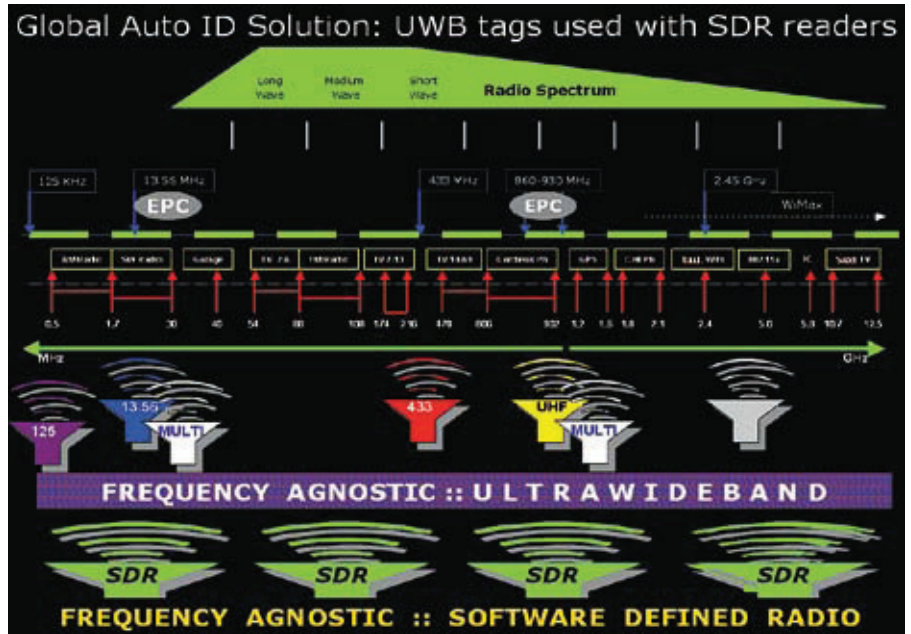 Global Auto ID Solution: UWB tags used with SDR readers
Long Wave
Medium Wave
Short Wave
Radio Spectrum
125 KHz
13.56 MHz
433 MHz
860-930 MHz
2.45 GHz
EPC
EPC
WiMax
Garage
GPS
0.5 1.7 30 40 54 88 108 174 216 470 806 902 1.2 1.6 1.8 2.1 2.4 5.0 5.8 10.7 12.5
MHz
GHz
125
13.56
MULTI
433
UHF
MULTI
FREQUENCY AGNOSTIC :: ULTRAWIDEBAND
SDR
SDR
SDR
SDR
FREQUENCY AGNOSTIC :: SOFTWARE DEFINED RADIO